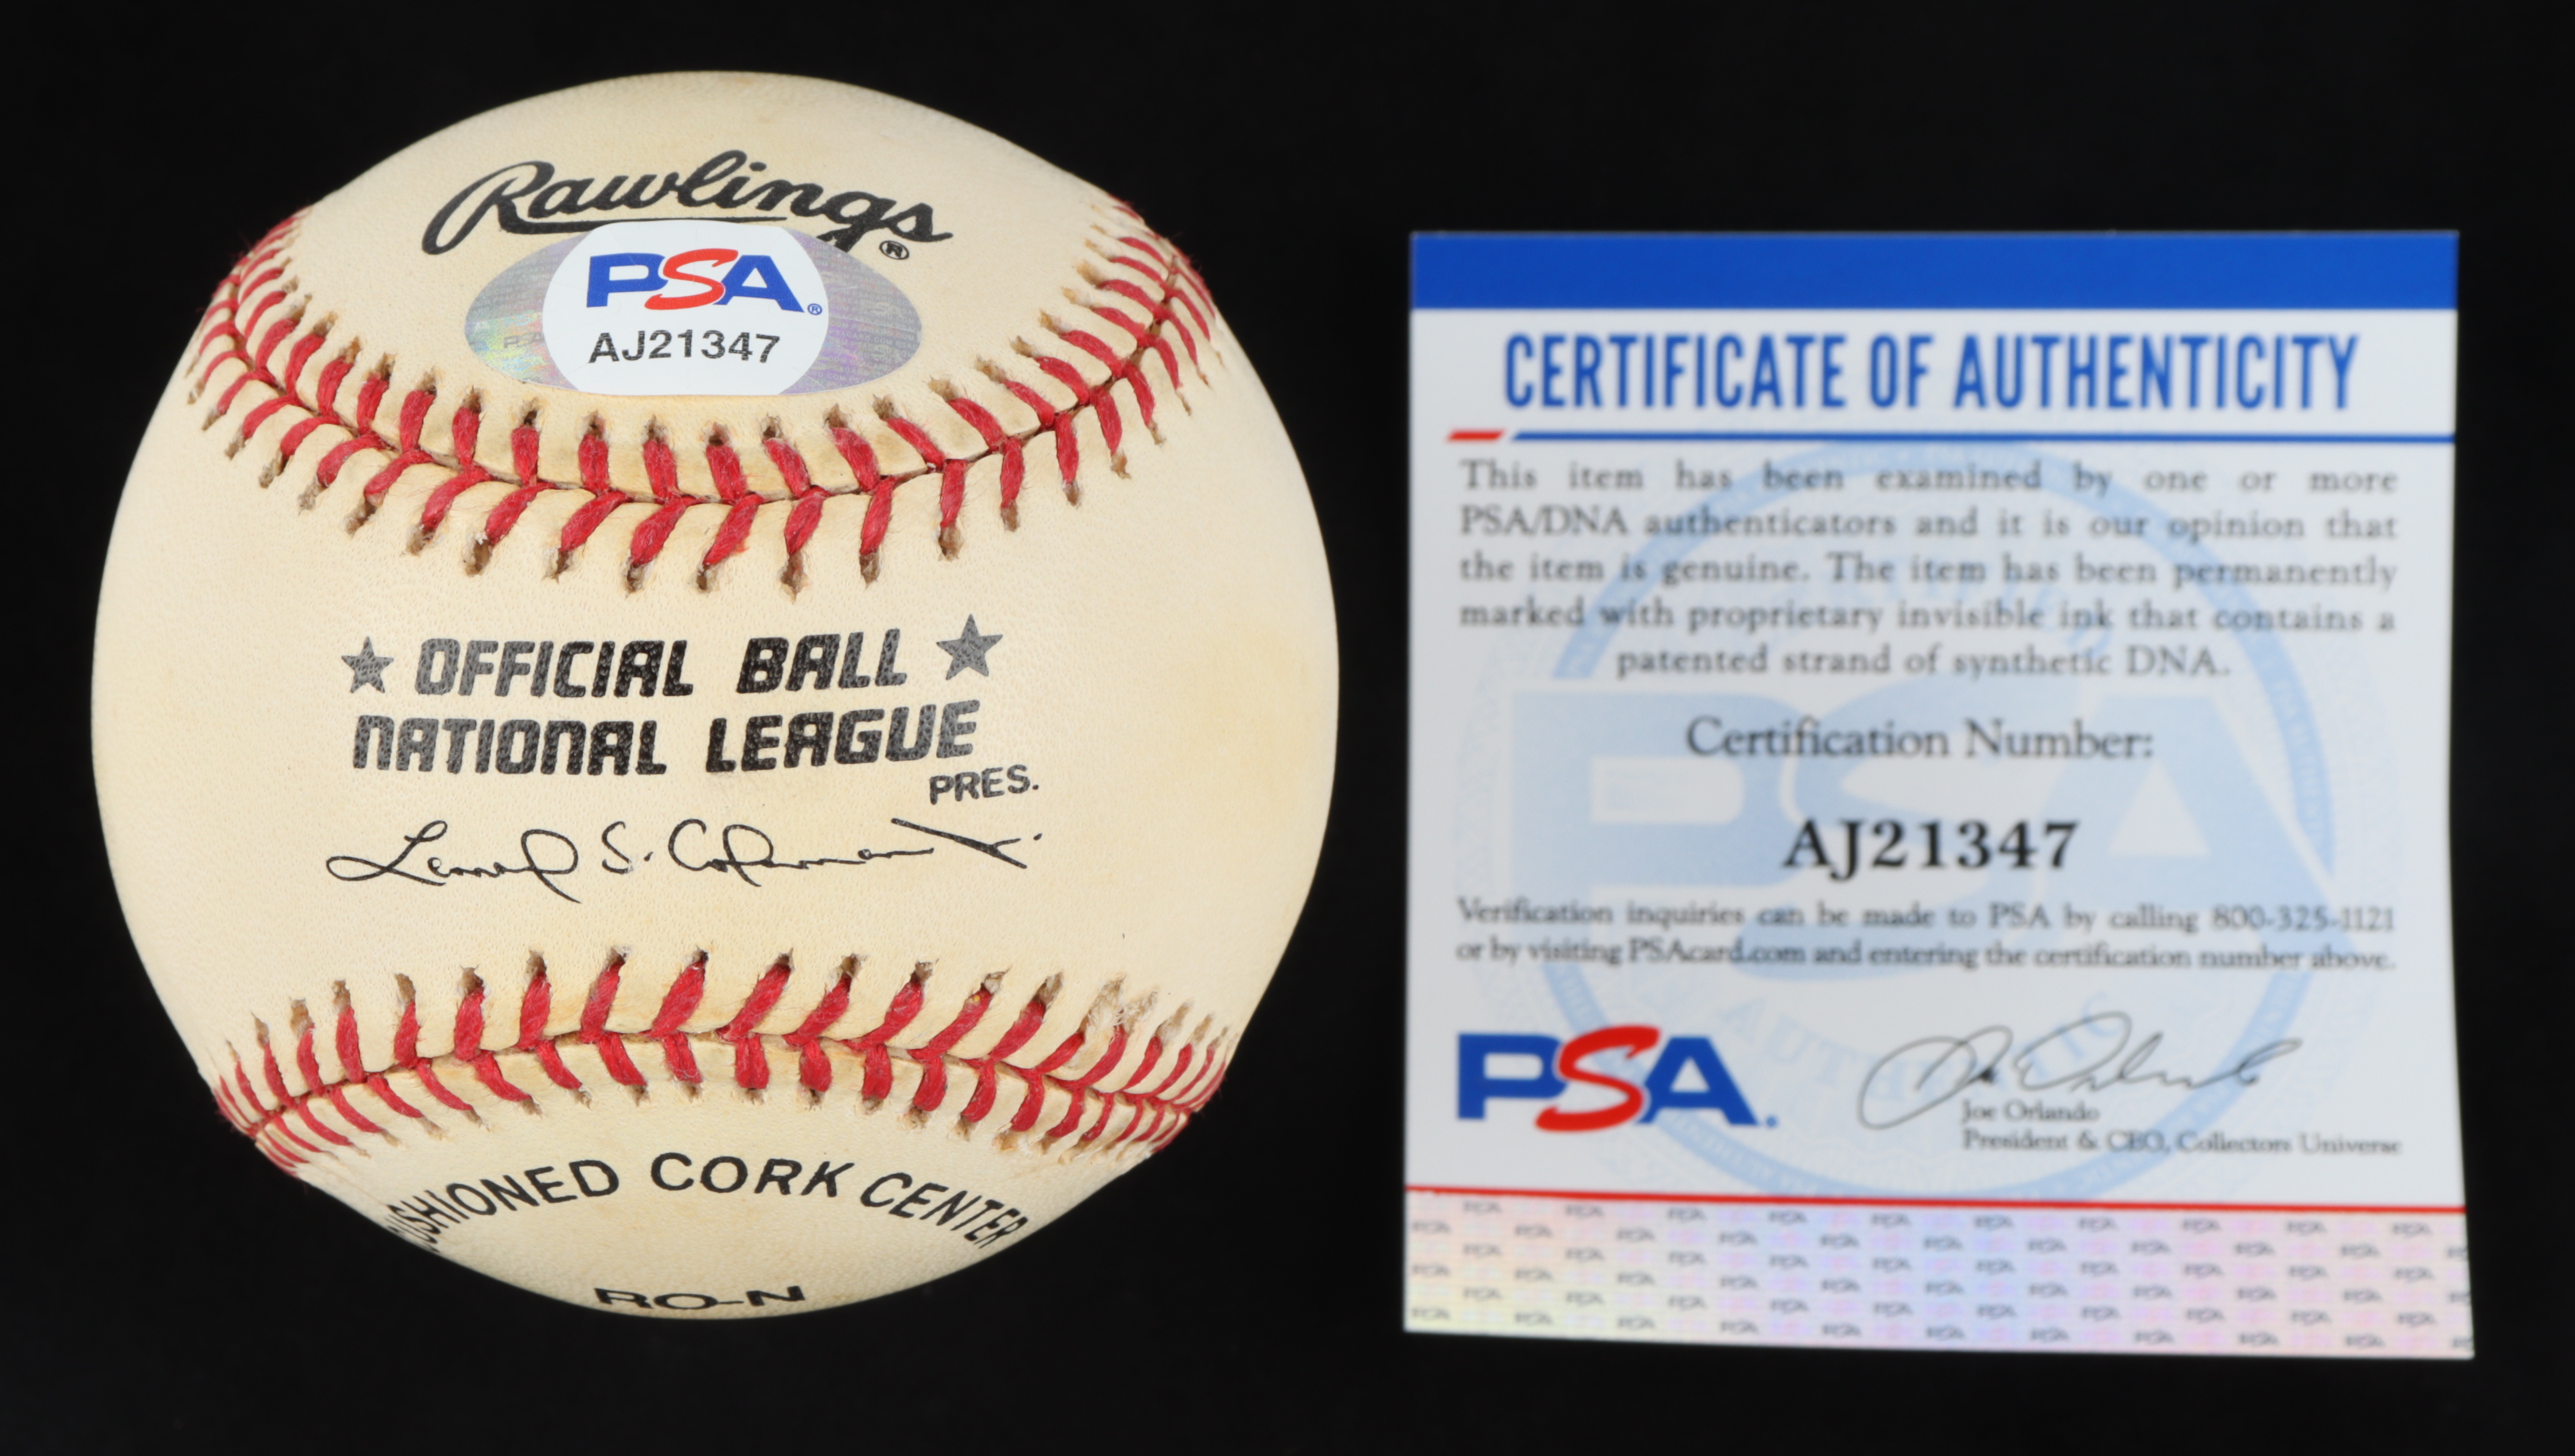 Rawlings®
PSA®
AJ21347
★ OFFICIAL BALL ★
NATIONAL LEAGUE
PRES.
Leonard S. Coleman Jr.
CUSHIONED CORK CENTER
RO-N
CERTIFICATE OF AUTHENTICITY
This item has been examined by one or more
PSA/DNA authenticators and it is our opinion that
the item is genuine. The item has been permanently
marked with proprietary invisible ink that contains a
patented strand of synthetic DNA.
Certification Number:
AJ21347
Verification inquiries can be made to PSA by calling 800-325-1121
or by visiting PSAcard.com and entering the certification number above.
PSA
Joe Orlando
Joe Orlando
President & CEO, Collectors Universe